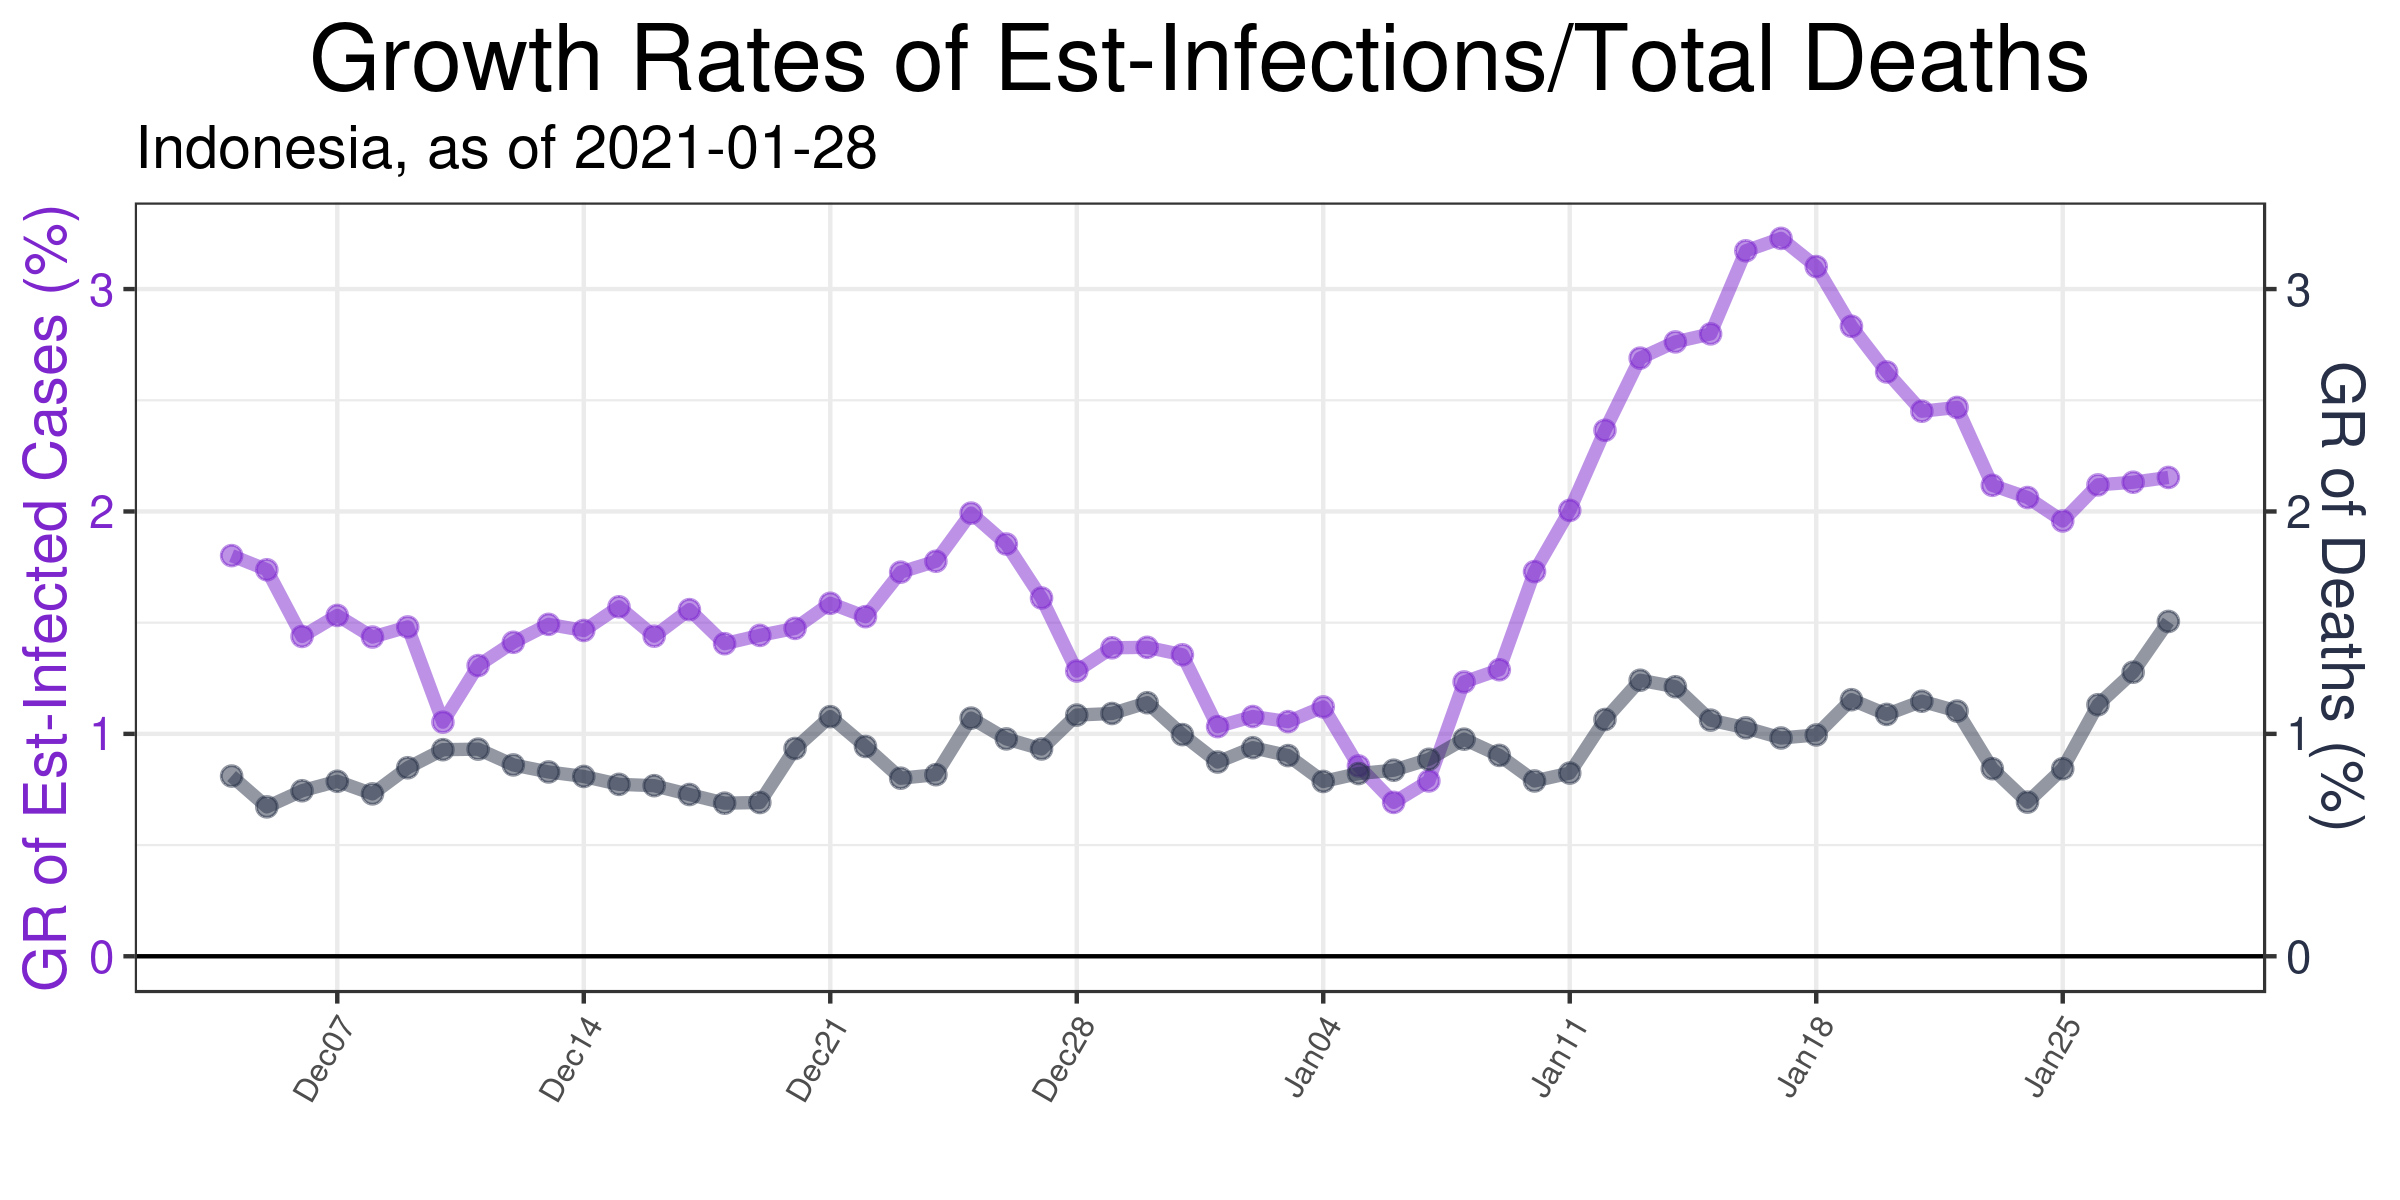 Growth Rates of Est-Infections/Total Deaths
Indonesia, as of 2021-01-28
GR of Est-Infected Cases (%)
3
2
1
0
3
2
1
0
GR of Deaths (%)
Dec07
Dec14
Dec21
Dec28
Jan04
Jan11
Jan18
Jan25